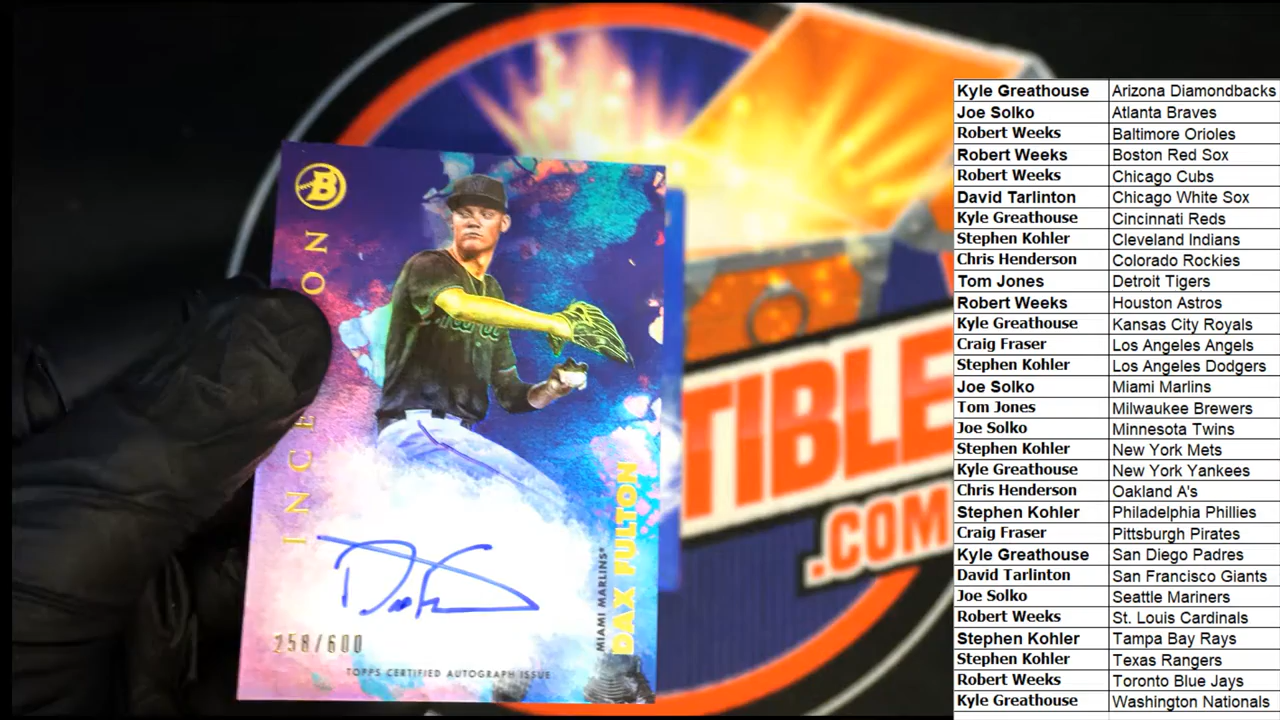 B
INCE ON
DAX FULTON
MIAMI MARLINS®
258/600
TOPPS CERTIFIED AUTOGRAPH ISSUE
TIBLE
.COM
Kyle Greathouse Arizona Diamondbacks
Joe Solko Atlanta Braves
Robert Weeks Baltimore Orioles
Robert Weeks Boston Red Sox
Robert Weeks Chicago Cubs
David Tarlinton Chicago White Sox
Kyle Greathouse Cincinnati Reds
Stephen Kohler Cleveland Indians
Chris Henderson Colorado Rockies
Tom Jones Detroit Tigers
Robert Weeks Houston Astros
Kyle Greathouse Kansas City Royals
Craig Fraser Los Angeles Angels
Stephen Kohler Los Angeles Dodgers
Joe Solko Miami Marlins
Tom Jones Milwaukee Brewers
Joe Solko Minnesota Twins
Stephen Kohler New York Mets
Kyle Greathouse New York Yankees
Chris Henderson Oakland A's
Stephen Kohler Philadelphia Phillies
Craig Fraser Pittsburgh Pirates
Kyle Greathouse San Diego Padres
David Tarlinton San Francisco Giants
Joe Solko Seattle Mariners
Robert Weeks St. Louis Cardinals
Stephen Kohler Tampa Bay Rays
Stephen Kohler Texas Rangers
Robert Weeks Toronto Blue Jays
Kyle Greathouse Washington Nationals